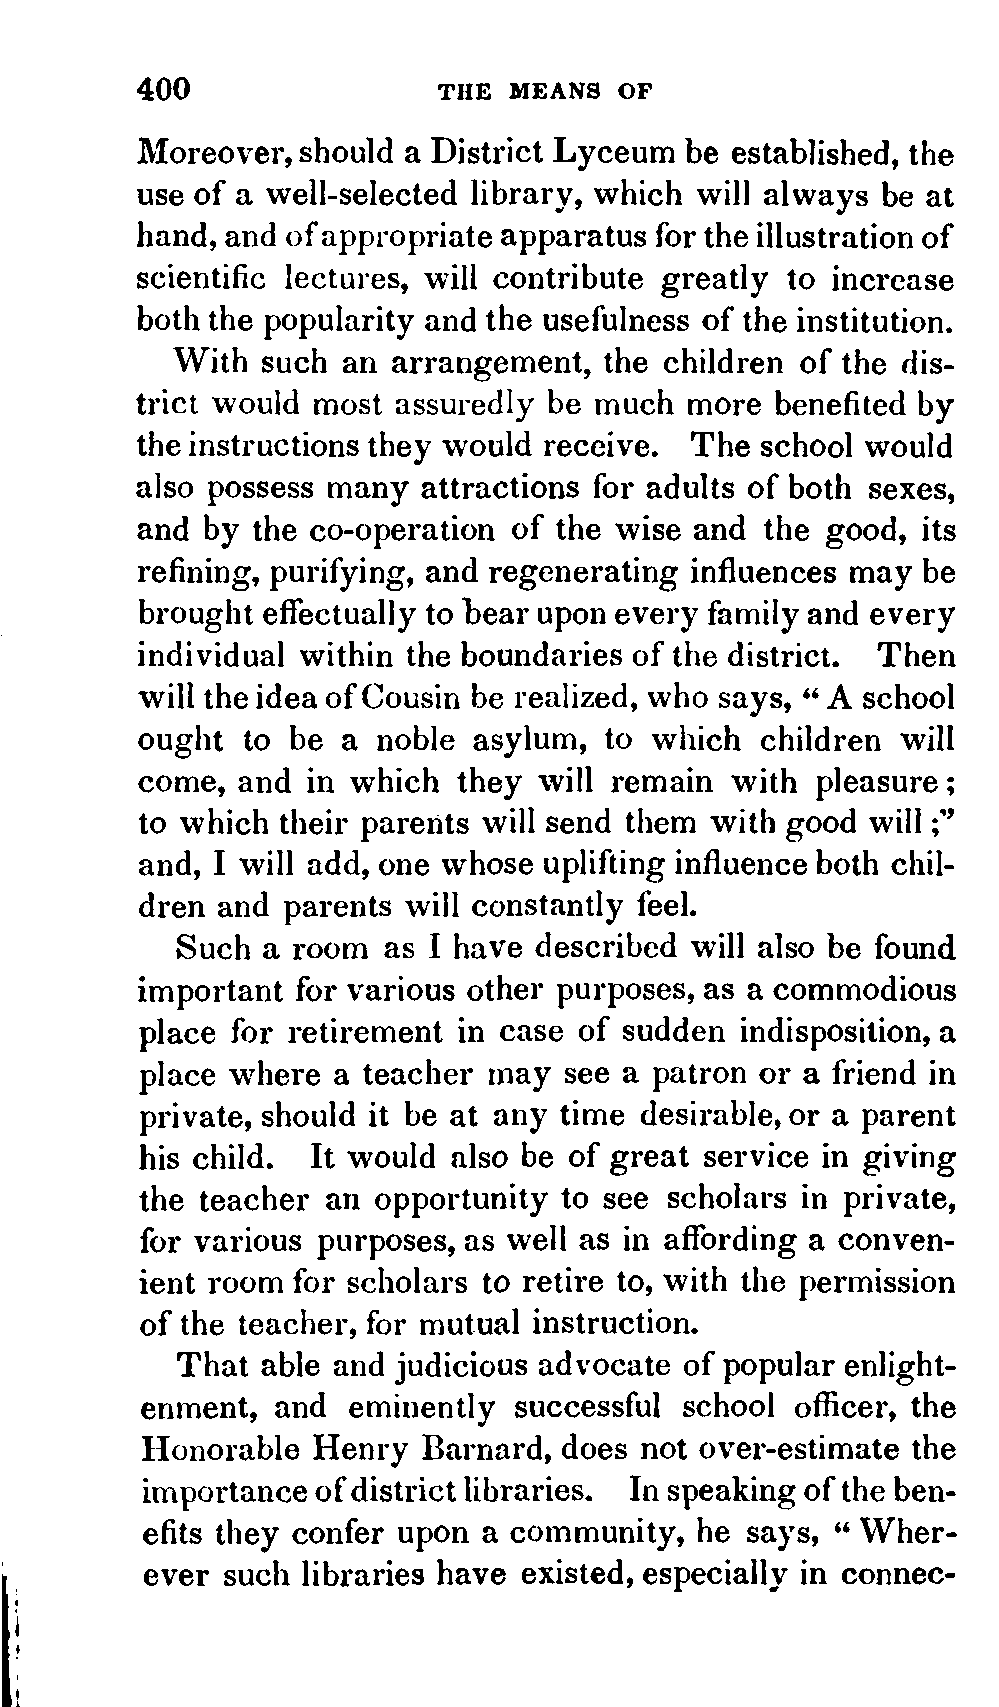 400 THE MEANS OF
Moreover, should a District Lyceum be established, the
use of a well-selected library, which will always be at
hand, and of appropriate apparatus for the illustration of
scientific lectures, will contribute greatly to increase
both the popularity and the usefulness of the institution.
With such an arrangement, the children of the dis-
trict would most assuredly be much more benefited by
the instructions they would receive. The school would
also possess many attractions for adults of both sexes,
and by the co-operation of the wise and the good, its
refining, purifying, and regenerating influences may be
brought effectually to bear upon every family and every
individual within the boundaries of the district. Then
will the idea of Cousin be realized, who says, “ A school
ought to be a noble asylum, to which children will
come, and in which they will remain with pleasure;
to which their parents will send them with good will ;”
and, I will add, one whose uplifting influence both chil-
dren and parents will constantly feel.
Such a room as I have described will also be found
important for various other purposes, as a commodious
place for retirement in case of sudden indisposition, a
place where a teacher may see a patron or a friend in
private, should it be at any time desirable, or a parent
his child. It would also be of great service in giving
the teacher an opportunity to see scholars in private,
for various purposes, as well as in affording a conven-
ient room for scholars to retire to, with the permission
of the teacher, for mutual instruction.
That able and judicious advocate of popular enlight-
enment, and eminently successful school officer, the
Honorable Henry Barnard, does not over-estimate the
importance of district libraries. In speaking of the ben-
efits they confer upon a community, he says, “ Wher-
ever such libraries have existed, especially in connec-